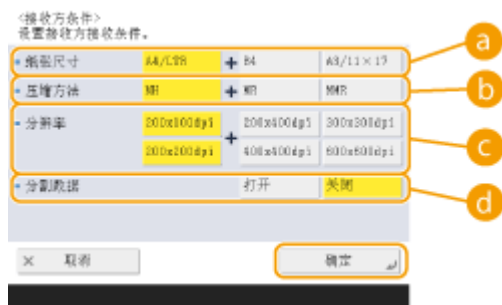 <接收方条件>
设置接收方接收条件。
纸张尺寸 A4/LTR + B4 A3/11×17
a
压缩方法 MH + MR MMR
b
分辨率 200x100dpi 200x400dpi 300x300dpi
+
200x200dpi 400x400dpi 600x600dpi
c
分割数据 打开 关闭
d
× 取消 确定